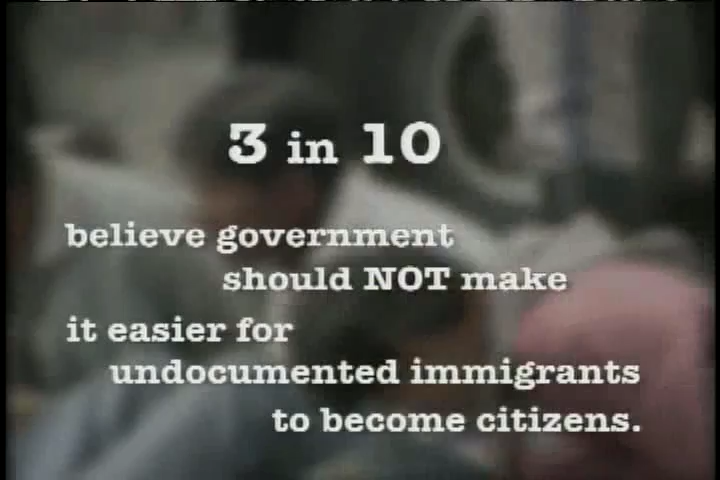 3 in 10
believe government
should NOT make
it easier for
undocumented immigrants
to become citizens.